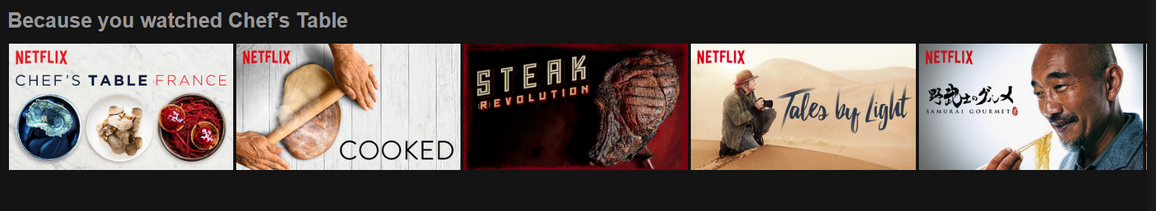 Because you watched Chef's Table
NETFLIX
CHEF'S TABLE FRANCE
NETFLIX
COOKED
STEAK
R(EVOLUTION
NETFLIX
Tales by Light
NETFLIX
野武士のグルメ
SAMURAI GOURMET